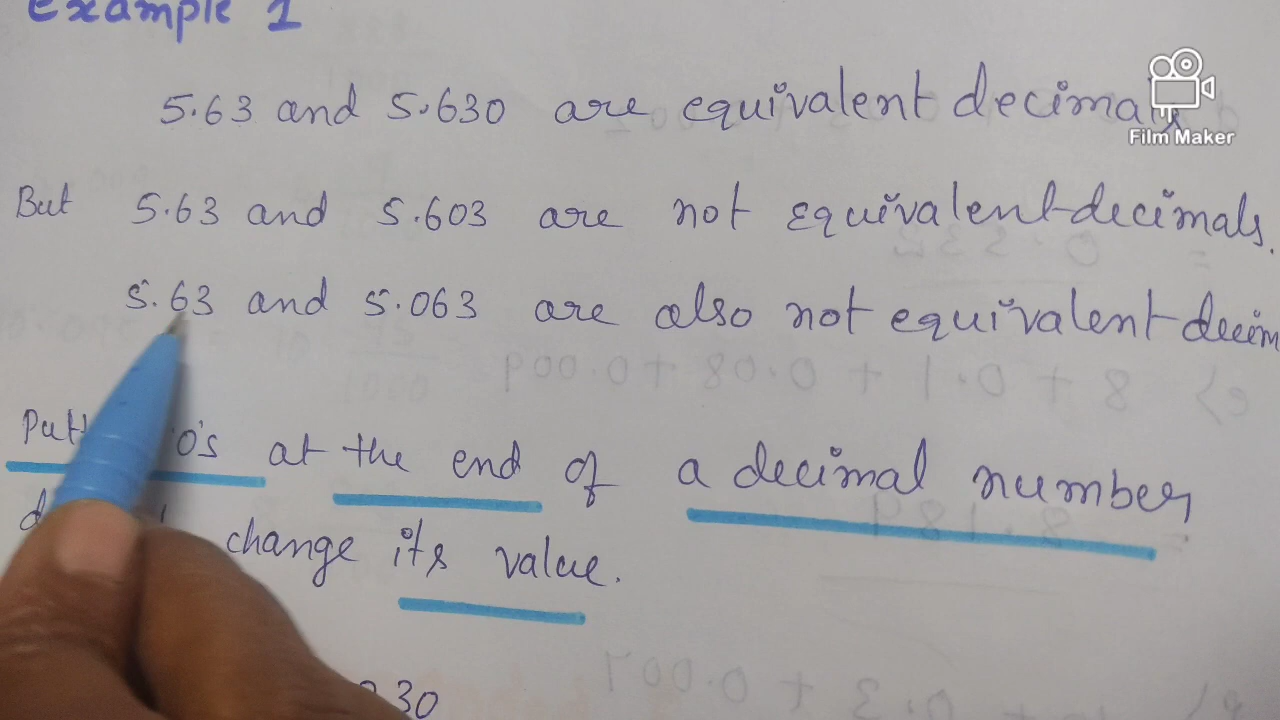 Example 1
5.63 and 5.630 are equivalent decimals
Film Maker
But 5.63 and 5.603 are not equivalent decimals.
5.63 and 5.063 are also not equivalent decim
0's at the end of a decimal number
change its value.
30